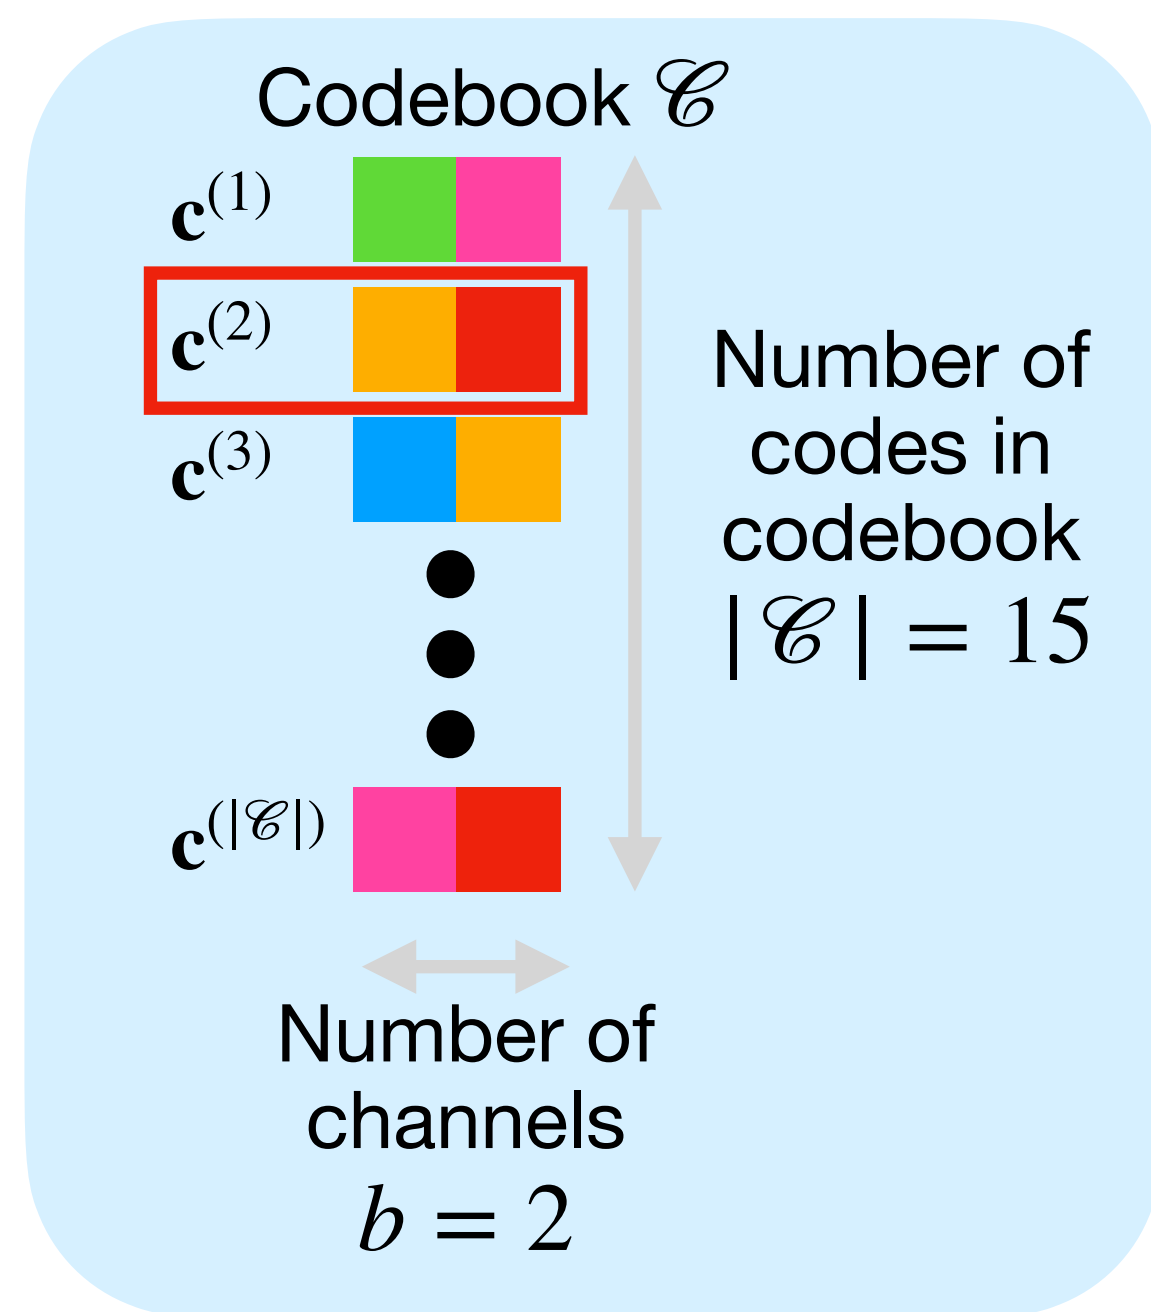 Codebook 𝒞
c⁽¹⁾
c⁽²⁾
c⁽³⁾
c⁽|𝒞|⁾
Number of
codes in
codebook
|𝒞| = 15
Number of
channels
b = 2